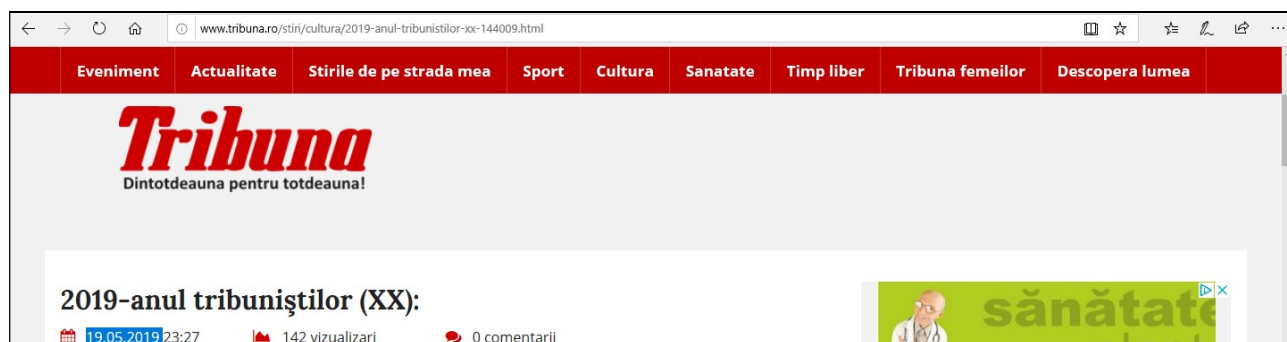 www.tribuna.ro/stiri/cultura/2019-anul-tribunistilor-xx-144009.html
Eveniment Actualitate Stirile de pe strada mea Sport Cultura Sanatate Timp liber Tribuna femeilor Descopera lumea
Tribuna
Dintotdeauna pentru totdeauna!
2019-anul tribuniştilor (XX):
19.05.2019 23:27 142 vizualizari 0 comentarii
sănătate